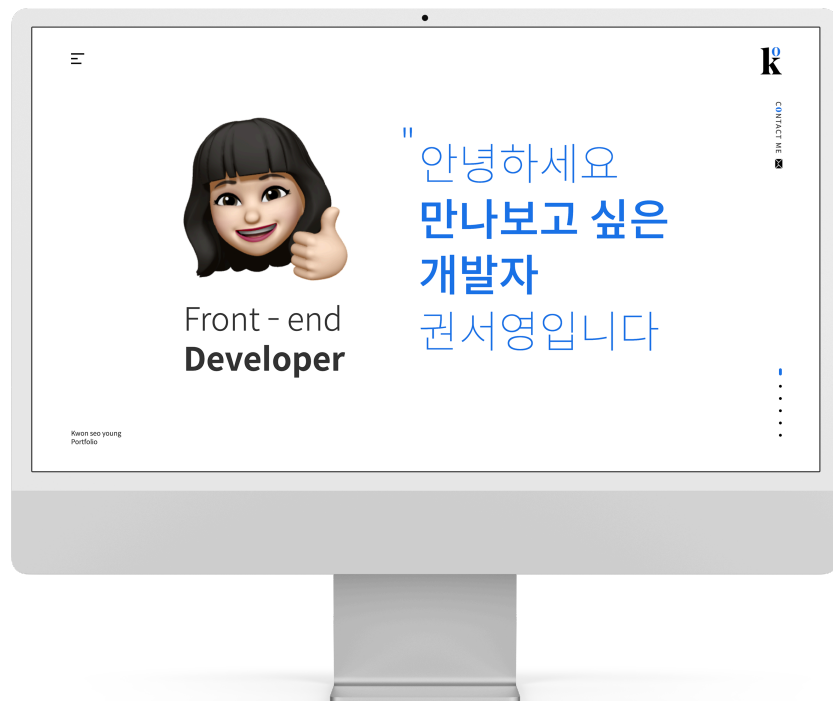 ko
CONTACT ME
"
안녕하세요
만나보고 싶은
개발자
권서영입니다
Front - end
Developer
Kwon seo young
Portfolio